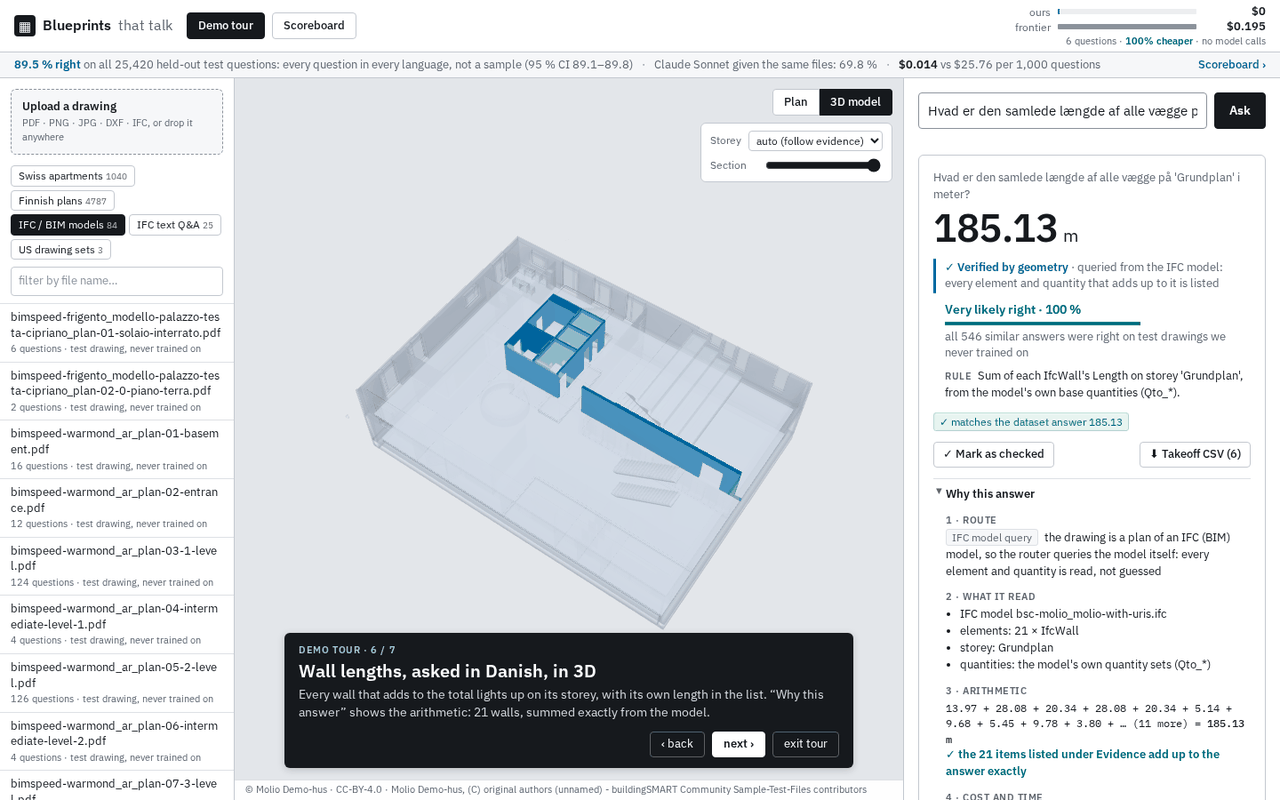 Blueprints that talk
Demo tour
Scoreboard
ours
$0
frontier
$0.195
6 questions · 100% cheaper · no model calls
89.5 % right on all 25,420 held-out test questions: every question in every language, not a sample (95 % CI 89.1–89.8) · Claude Sonnet given the same files: 69.8 % · $0.014 vs $25.76 per 1,000 questions
Scoreboard ›
Upload a drawing
PDF · PNG · JPG · DXF · IFC, or drop it
anywhere
Swiss apartments 1040
Finnish plans 4787
IFC / BIM models 84
IFC text Q&A 25
US drawing sets 3
filter by file name...
bimspeed-frigento_modello-palazzo-tes
ta-cipriano_plan-01-solaio-interrato.pdf
6 questions · test drawing, never trained on
bimspeed-frigento_modello-palazzo-tes
ta-cipriano_plan-02-0-piano-terra.pdf
2 questions · test drawing, never trained on
bimspeed-warmond_ar_plan-01-basem
ent.pdf
16 questions · test drawing, never trained on
bimspeed-warmond_ar_plan-02-entran
ce.pdf
12 questions · test drawing, never trained on
bimspeed-warmond_ar_plan-03-1-leve
l.pdf
124 questions · test drawing, never trained on
bimspeed-warmond_ar_plan-04-interm
ediate-level-1.pdf
4 questions · test drawing, never trained on
bimspeed-warmond_ar_plan-05-2-leve
l.pdf
126 questions · test drawing, never trained on
bimspeed-warmond_ar_plan-06-interm
ediate-level-2.pdf
4 questions · test drawing, never trained on
bimspeed-warmond_ar_plan-07-3-leve
l.pdf
Plan
3D model
Storey
auto (follow evidence)
Section
DEMO TOUR · 6 / 7
Wall lengths, asked in Danish, in 3D
Every wall that adds to the total lights up on its storey, with its own length in the list. “Why this
answer” shows the arithmetic: 21 walls, summed exactly from the model.
‹ back
next ›
exit tour
© Molio Demo-hus · CC-BY-4.0 · Molio Demo-hus, (C) original authors (unnamed) - buildingSMART Community Sample-Test-Files contributors
Hvad er den samlede længde af alle vægge p
Ask
Hvad er den samlede længde af alle vægge på 'Grundplan' i
meter?
185.13 m
✓ Verified by geometry · queried from the IFC model:
every element and quantity that adds up to it is listed
Very likely right · 100 %
all 546 similar answers were right on test drawings we
never trained on
RULE Sum of each IfcWall's Length on storey 'Grundplan',
from the model's own base quantities (Qto_*).
✓ matches the dataset answer 185.13
✓ Mark as checked
⬇ Takeoff CSV (6)
▾ Why this answer
1 · ROUTE
IFC model query the drawing is a plan of an IFC (BIM)
model, so the router queries the model itself: every
element and quantity is read, not guessed
2 · WHAT IT READ
• IFC model bsc-molio_molio-with-uris.ifc
• elements: 21 × IfcWall
• storey: Grundplan
• quantities: the model's own quantity sets (Qto_*)
3 · ARITHMETIC
13.97 + 28.08 + 20.34 + 28.08 + 20.34 + 5.14 +
9.68 + 5.45 + 9.78 + 3.80 + … (11 more) = 185.13
m
✓ the 21 items listed under Evidence add up to the
answer exactly
4 · COST AND TIME